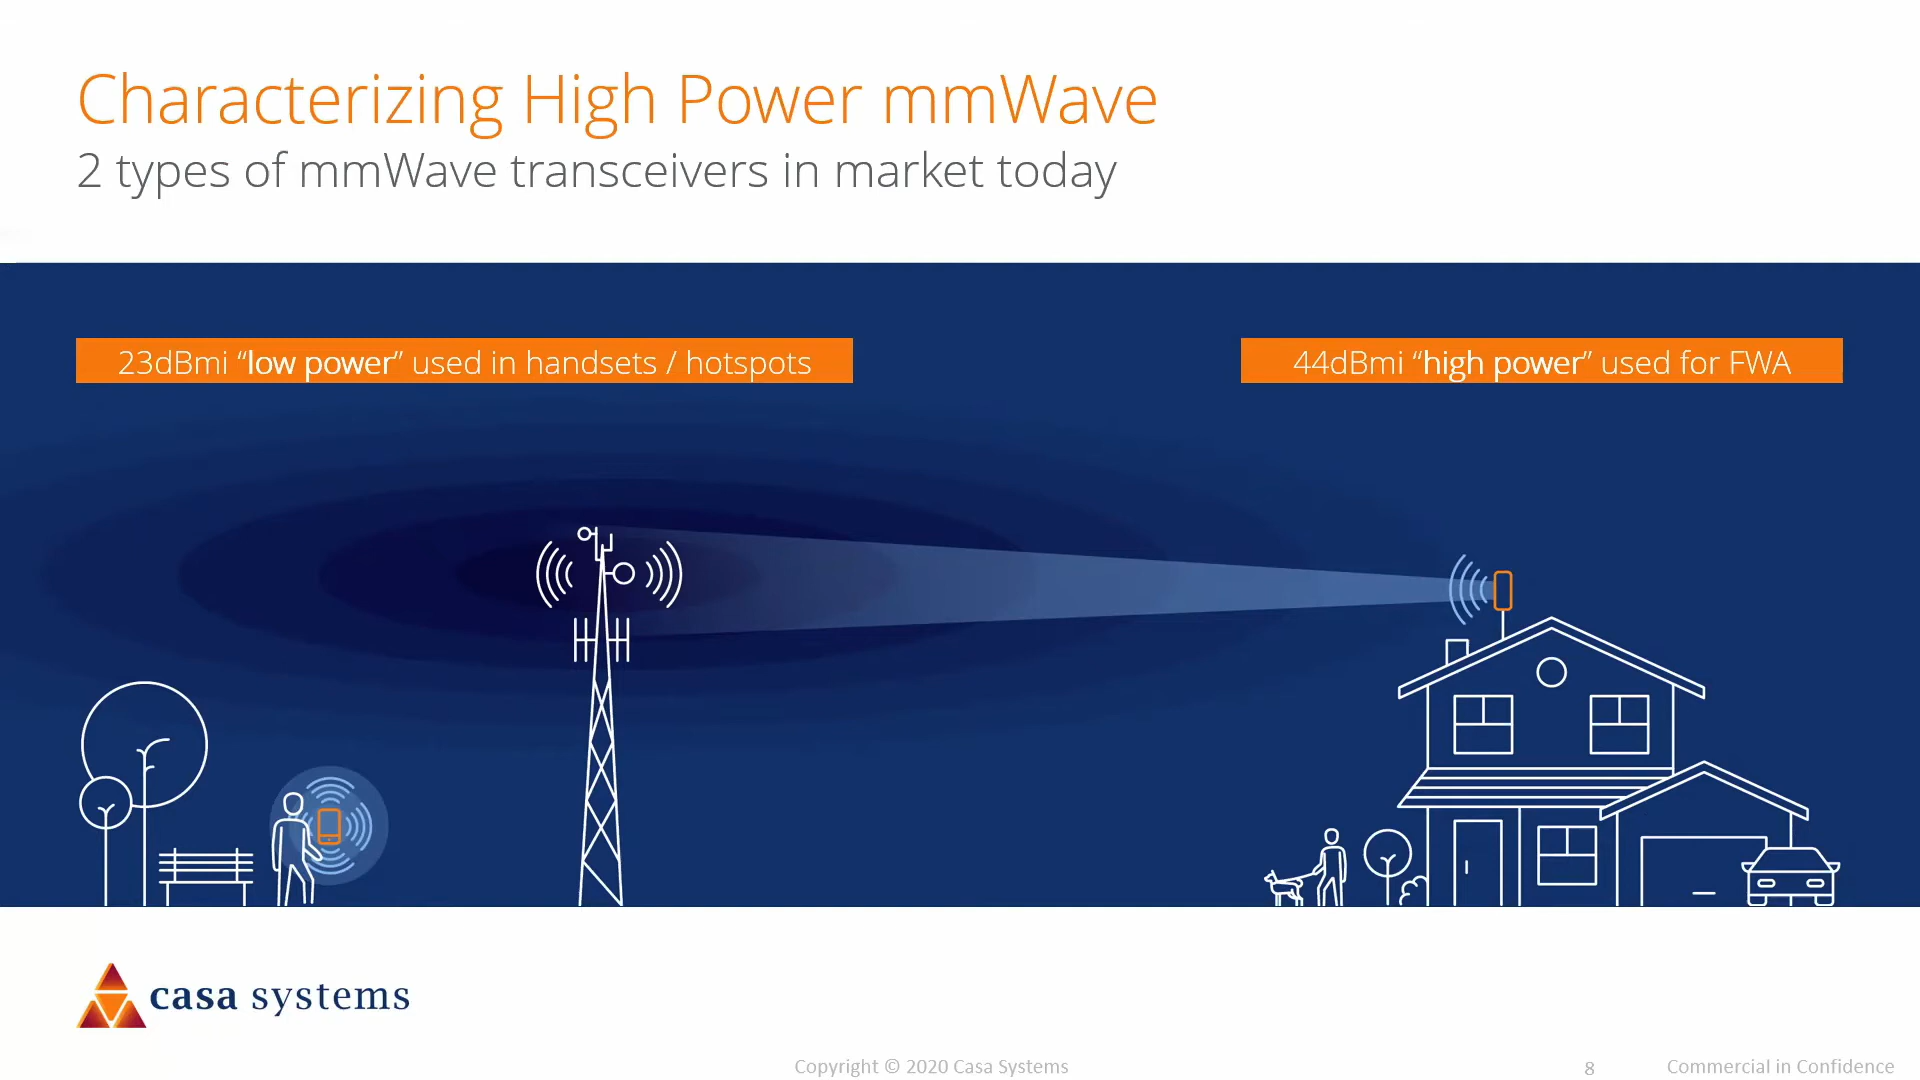 Characterizing High Power mmWave
2 types of mmWave transceivers in market today
23dBmi “low power” used in handsets / hotspots
44dBmi “high power” used for FWA
casa systems
Copyright © 2020 Casa Systems
8
Commercial in Confidence